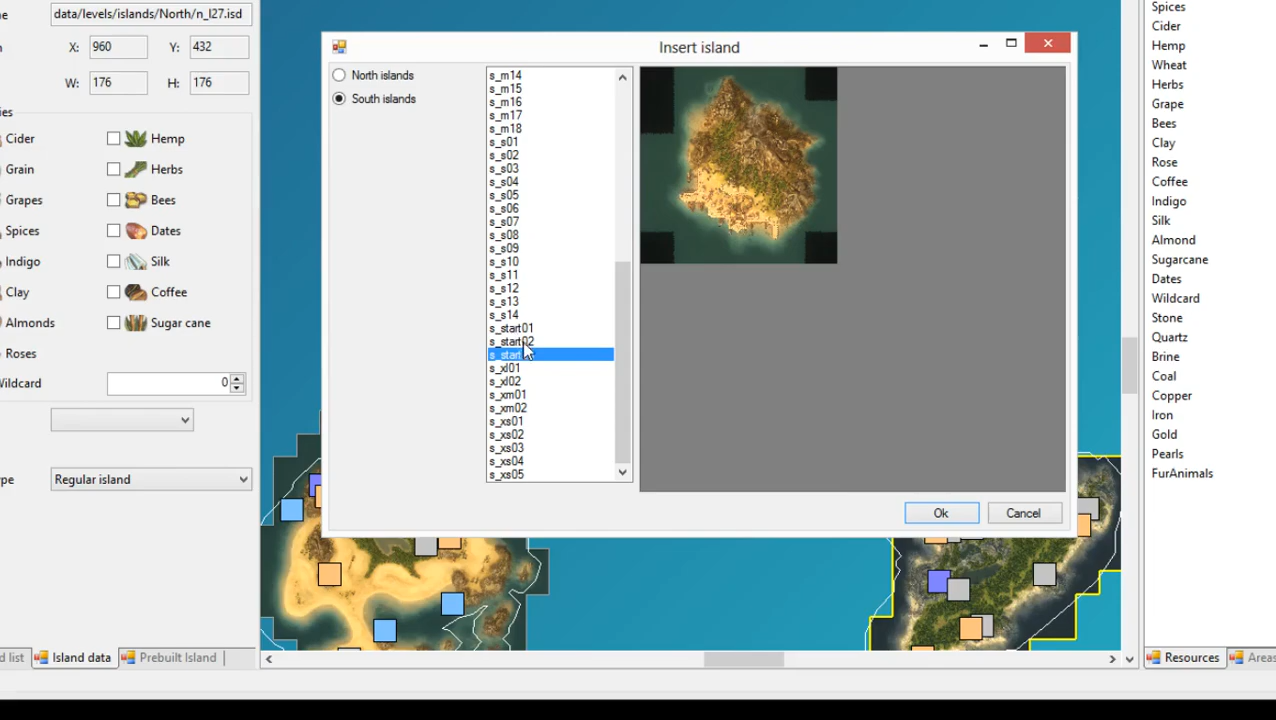 ne data/levels/islands/North/n_l27.isd
X: 960 Y: 432
W: 176 H: 176
ies
Cider Hemp
Grain Herbs
Grapes Bees
Spices Dates
Indigo Silk
Clay Coffee
Almonds Sugar cane
Roses
Wildcard 0
ype Regular island
d list Island data Prebuilt Island
Insert island
North islands
South islands
s_m14
s_m15
s_m16
s_m17
s_m18
s_s01
s_s02
s_s03
s_s04
s_s05
s_s06
s_s07
s_s08
s_s09
s_s10
s_s11
s_s12
s_s13
s_s14
s_start01
s_start02
s_star
s_xl01
s_xl02
s_xm01
s_xm02
s_xs01
s_xs02
s_xs03
s_xs04
s_xs05
Ok Cancel
Spices
Cider
Hemp
Wheat
Herbs
Grape
Bees
Clay
Rose
Coffee
Indigo
Silk
Almond
Sugarcane
Dates
Wildcard
Stone
Quartz
Brine
Coal
Copper
Iron
Gold
Pearls
FurAnimals
Resources Areas